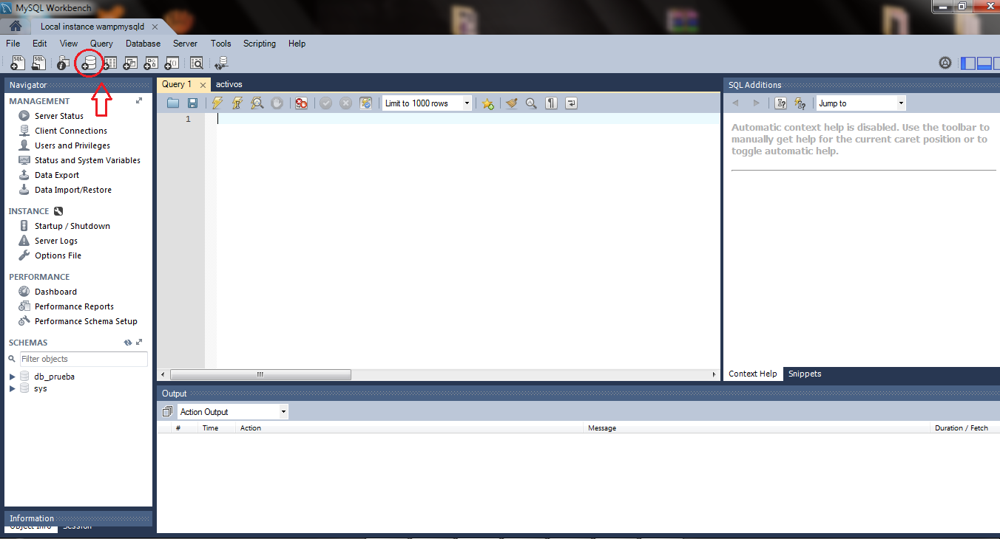 MySQL Workbench
Local instance wampmysqld
File Edit View Query Database Server Tools Scripting Help
Navigator
MANAGEMENT
Server Status
Client Connections
Users and Privileges
Status and System Variables
Data Export
Data Import/Restore
INSTANCE
Startup / Shutdown
Server Logs
Options File
PERFORMANCE
Dashboard
Performance Reports
Performance Schema Setup
SCHEMAS
Filter objects
db_prueba
sys
Information
Object Info Session
Query 1 activos
Limit to 1000 rows
1
SQL Additions
Jump to
Automatic context help is disabled. Use the toolbar to
manually get help for the current caret position or to
toggle automatic help.
Context Help Snippets
Output
Action Output
# Time Action Message Duration / Fetch